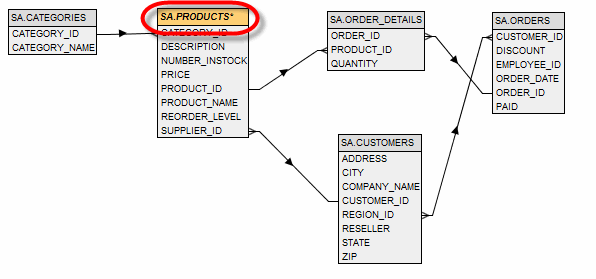 SA.CATEGORIES
CATEGORY_ID
CATEGORY_NAME
SA.PRODUCTS*
CATEGORY_ID
DESCRIPTION
NUMBER_INSTOCK
PRICE
PRODUCT_ID
PRODUCT_NAME
REORDER_LEVEL
SUPPLIER_ID
SA.ORDER_DETAILS
ORDER_ID
PRODUCT_ID
QUANTITY
SA.ORDERS
CUSTOMER_ID
DISCOUNT
EMPLOYEE_ID
ORDER_DATE
ORDER_ID
PAID
SA.CUSTOMERS
ADDRESS
CITY
COMPANY_NAME
CUSTOMER_ID
REGION_ID
RESELLER
STATE
ZIP